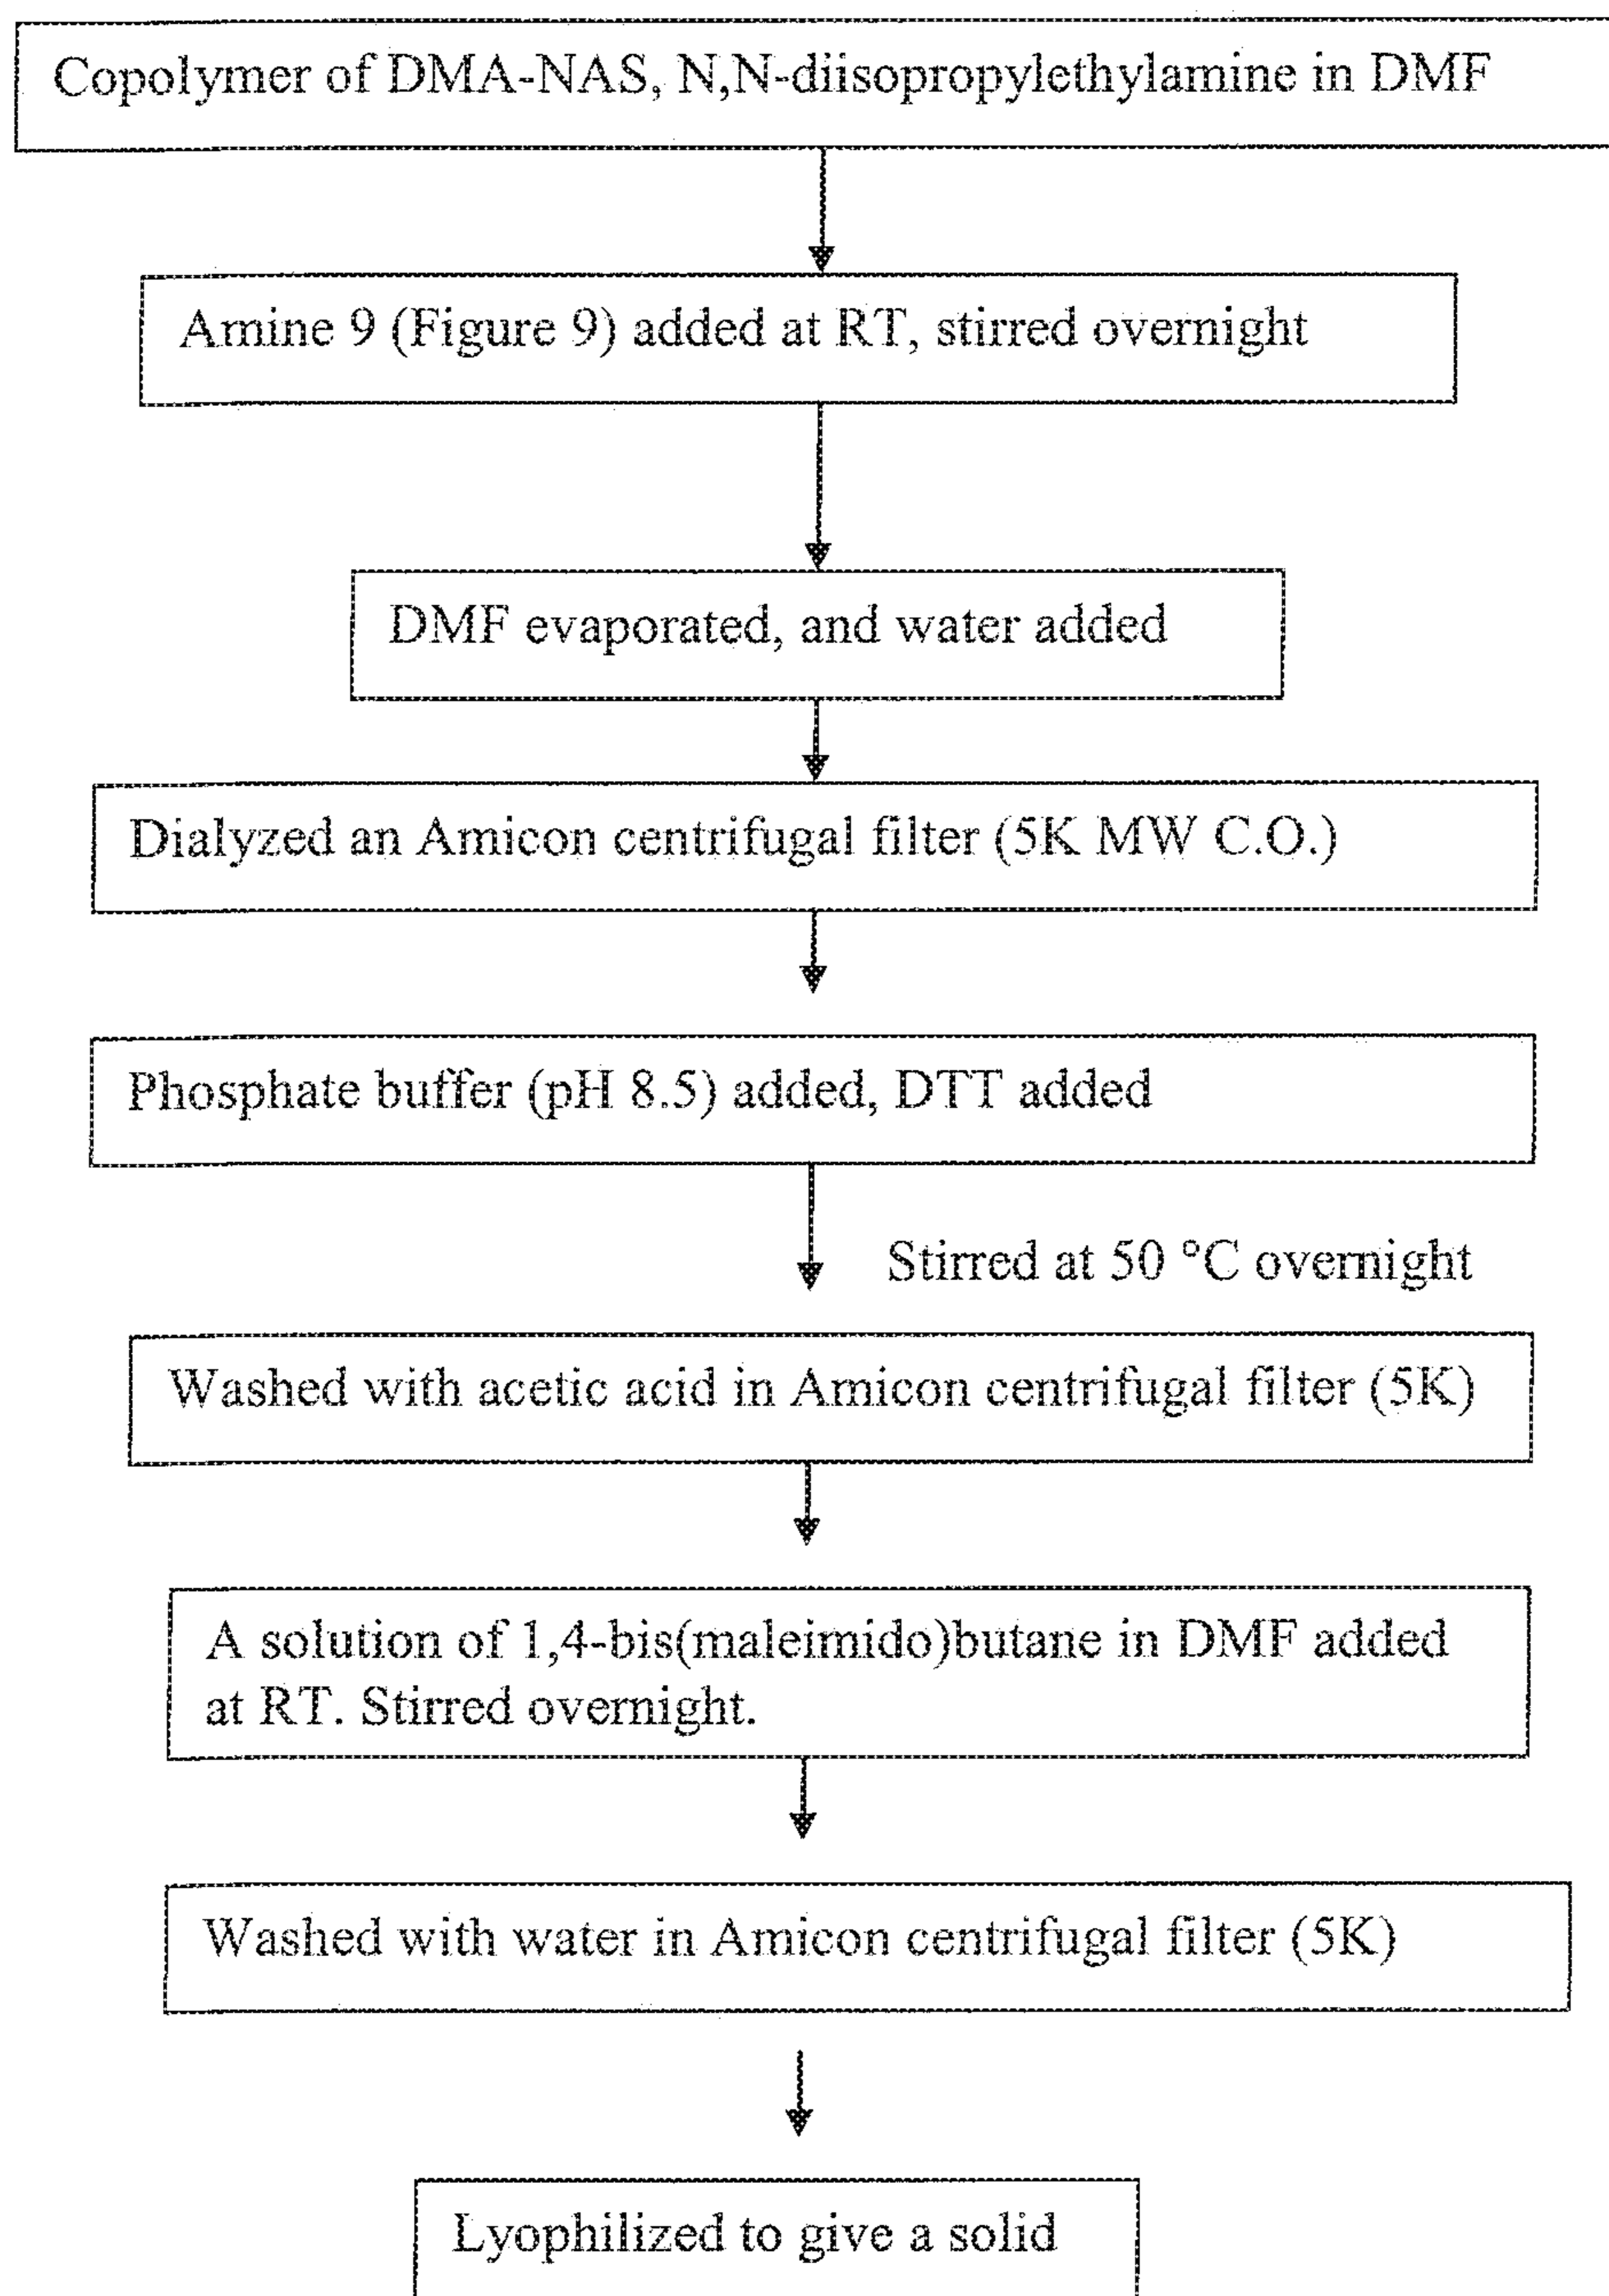 Copolymer of DMA-NAS, N,N-diisopropylethylamine in DMF
Amine 9 (Figure 9) added at RT, stirred overnight
DMF evaporated, and water added
Dialyzed an Amicon centrifugal filter (5K MW C.O.)
Phosphate buffer (pH 8.5) added, DTT added
Stirred at 50 °C overnight
Washed with acetic acid in Amicon centrifugal filter (5K)
A solution of 1,4-bis(maleimido)butane in DMF added
at RT. Stirred overnight.
Washed with water in Amicon centrifugal filter (5K)
Lyophilized to give a solid